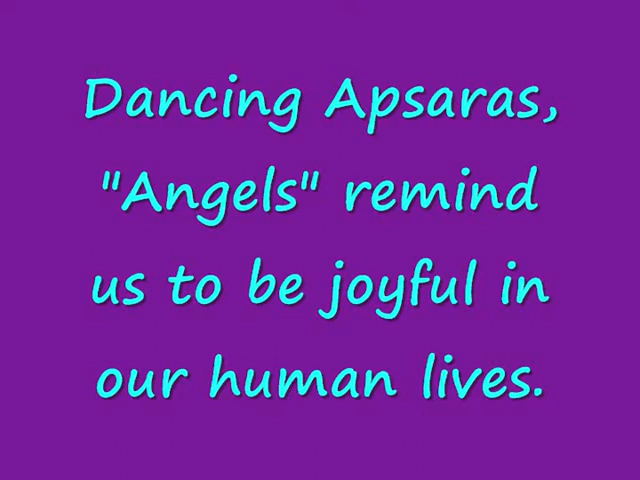 Dancing Apsaras,
"Angels" remind
us to be joyful in
our human lives.